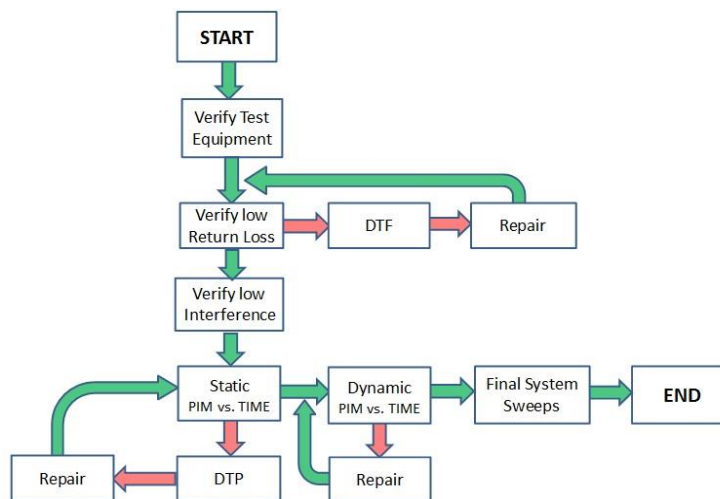 START
Verify Test
Equipment
Verify low
Return Loss
DTF
Repair
Verify low
Interference
Static
PIM vs. TIME
Dynamic
PIM vs. TIME
Final System
Sweeps
END
Repair
DTP
Repair